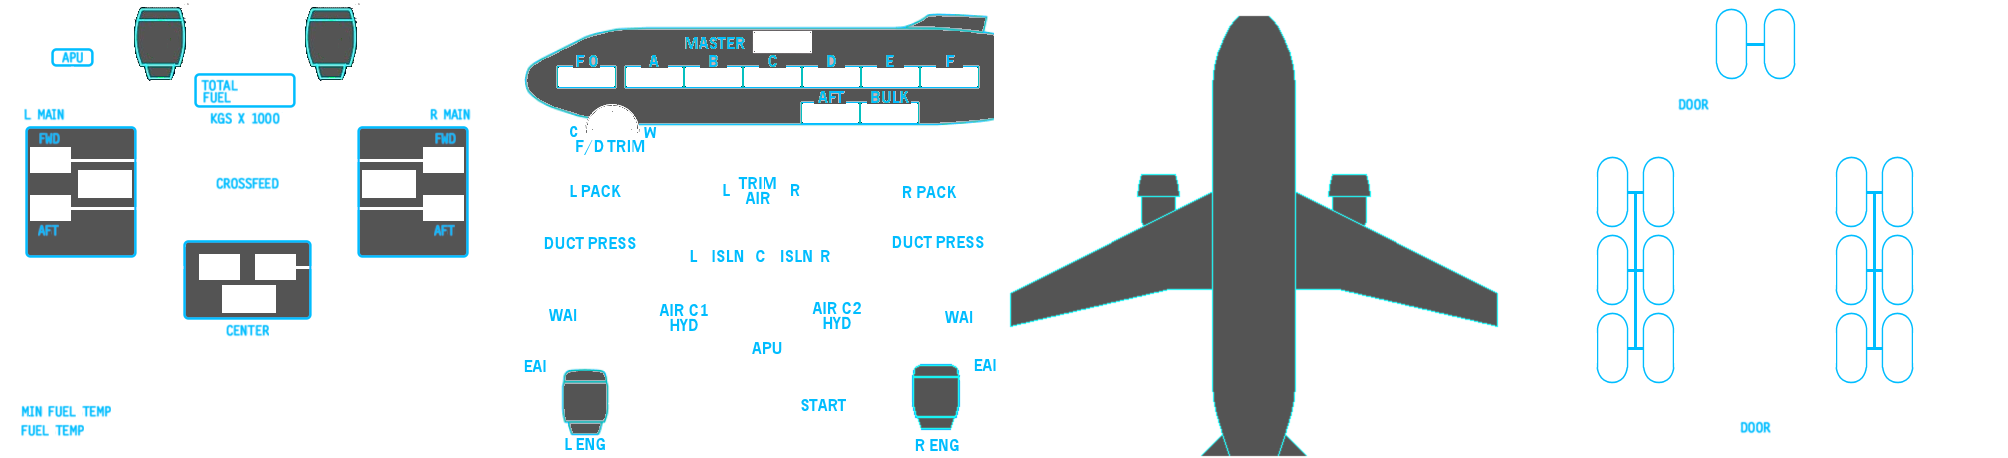 APU
TOTAL
FUEL
KGS X 1000
L MAIN
R MAIN
FWD
FWD
CROSSFEED
AFT
AFT
CENTER
MIN FUEL TEMP
FUEL TEMP
MASTER
F D A B C D E F
AFT BULK
C W
F/D TRIM
L PACK
L TRIM R
AIR
R PACK
DUCT PRESS
DUCT PRESS
L ISLN C ISLN R
WAI
AIR C1
HYD
AIR C2
HYD
WAI
APU
EAI
EAI
START
L ENG
R ENG
DOOR
DOOR